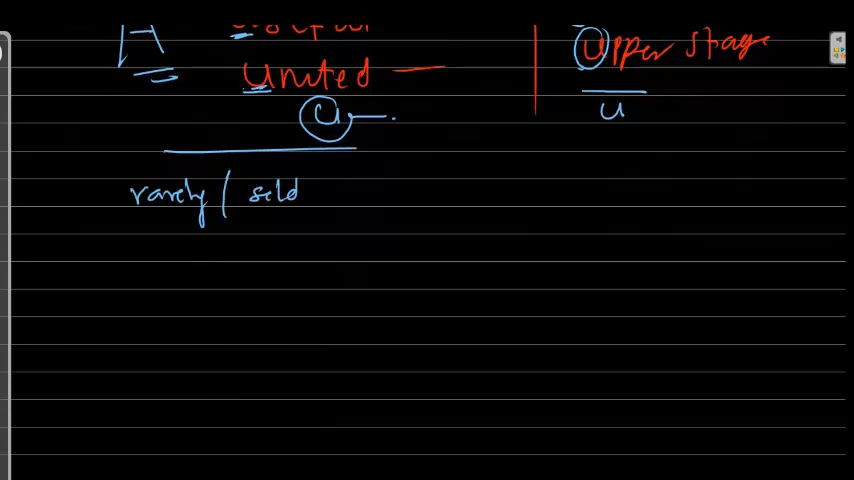 united
u
rarely / seld
upper stage
u